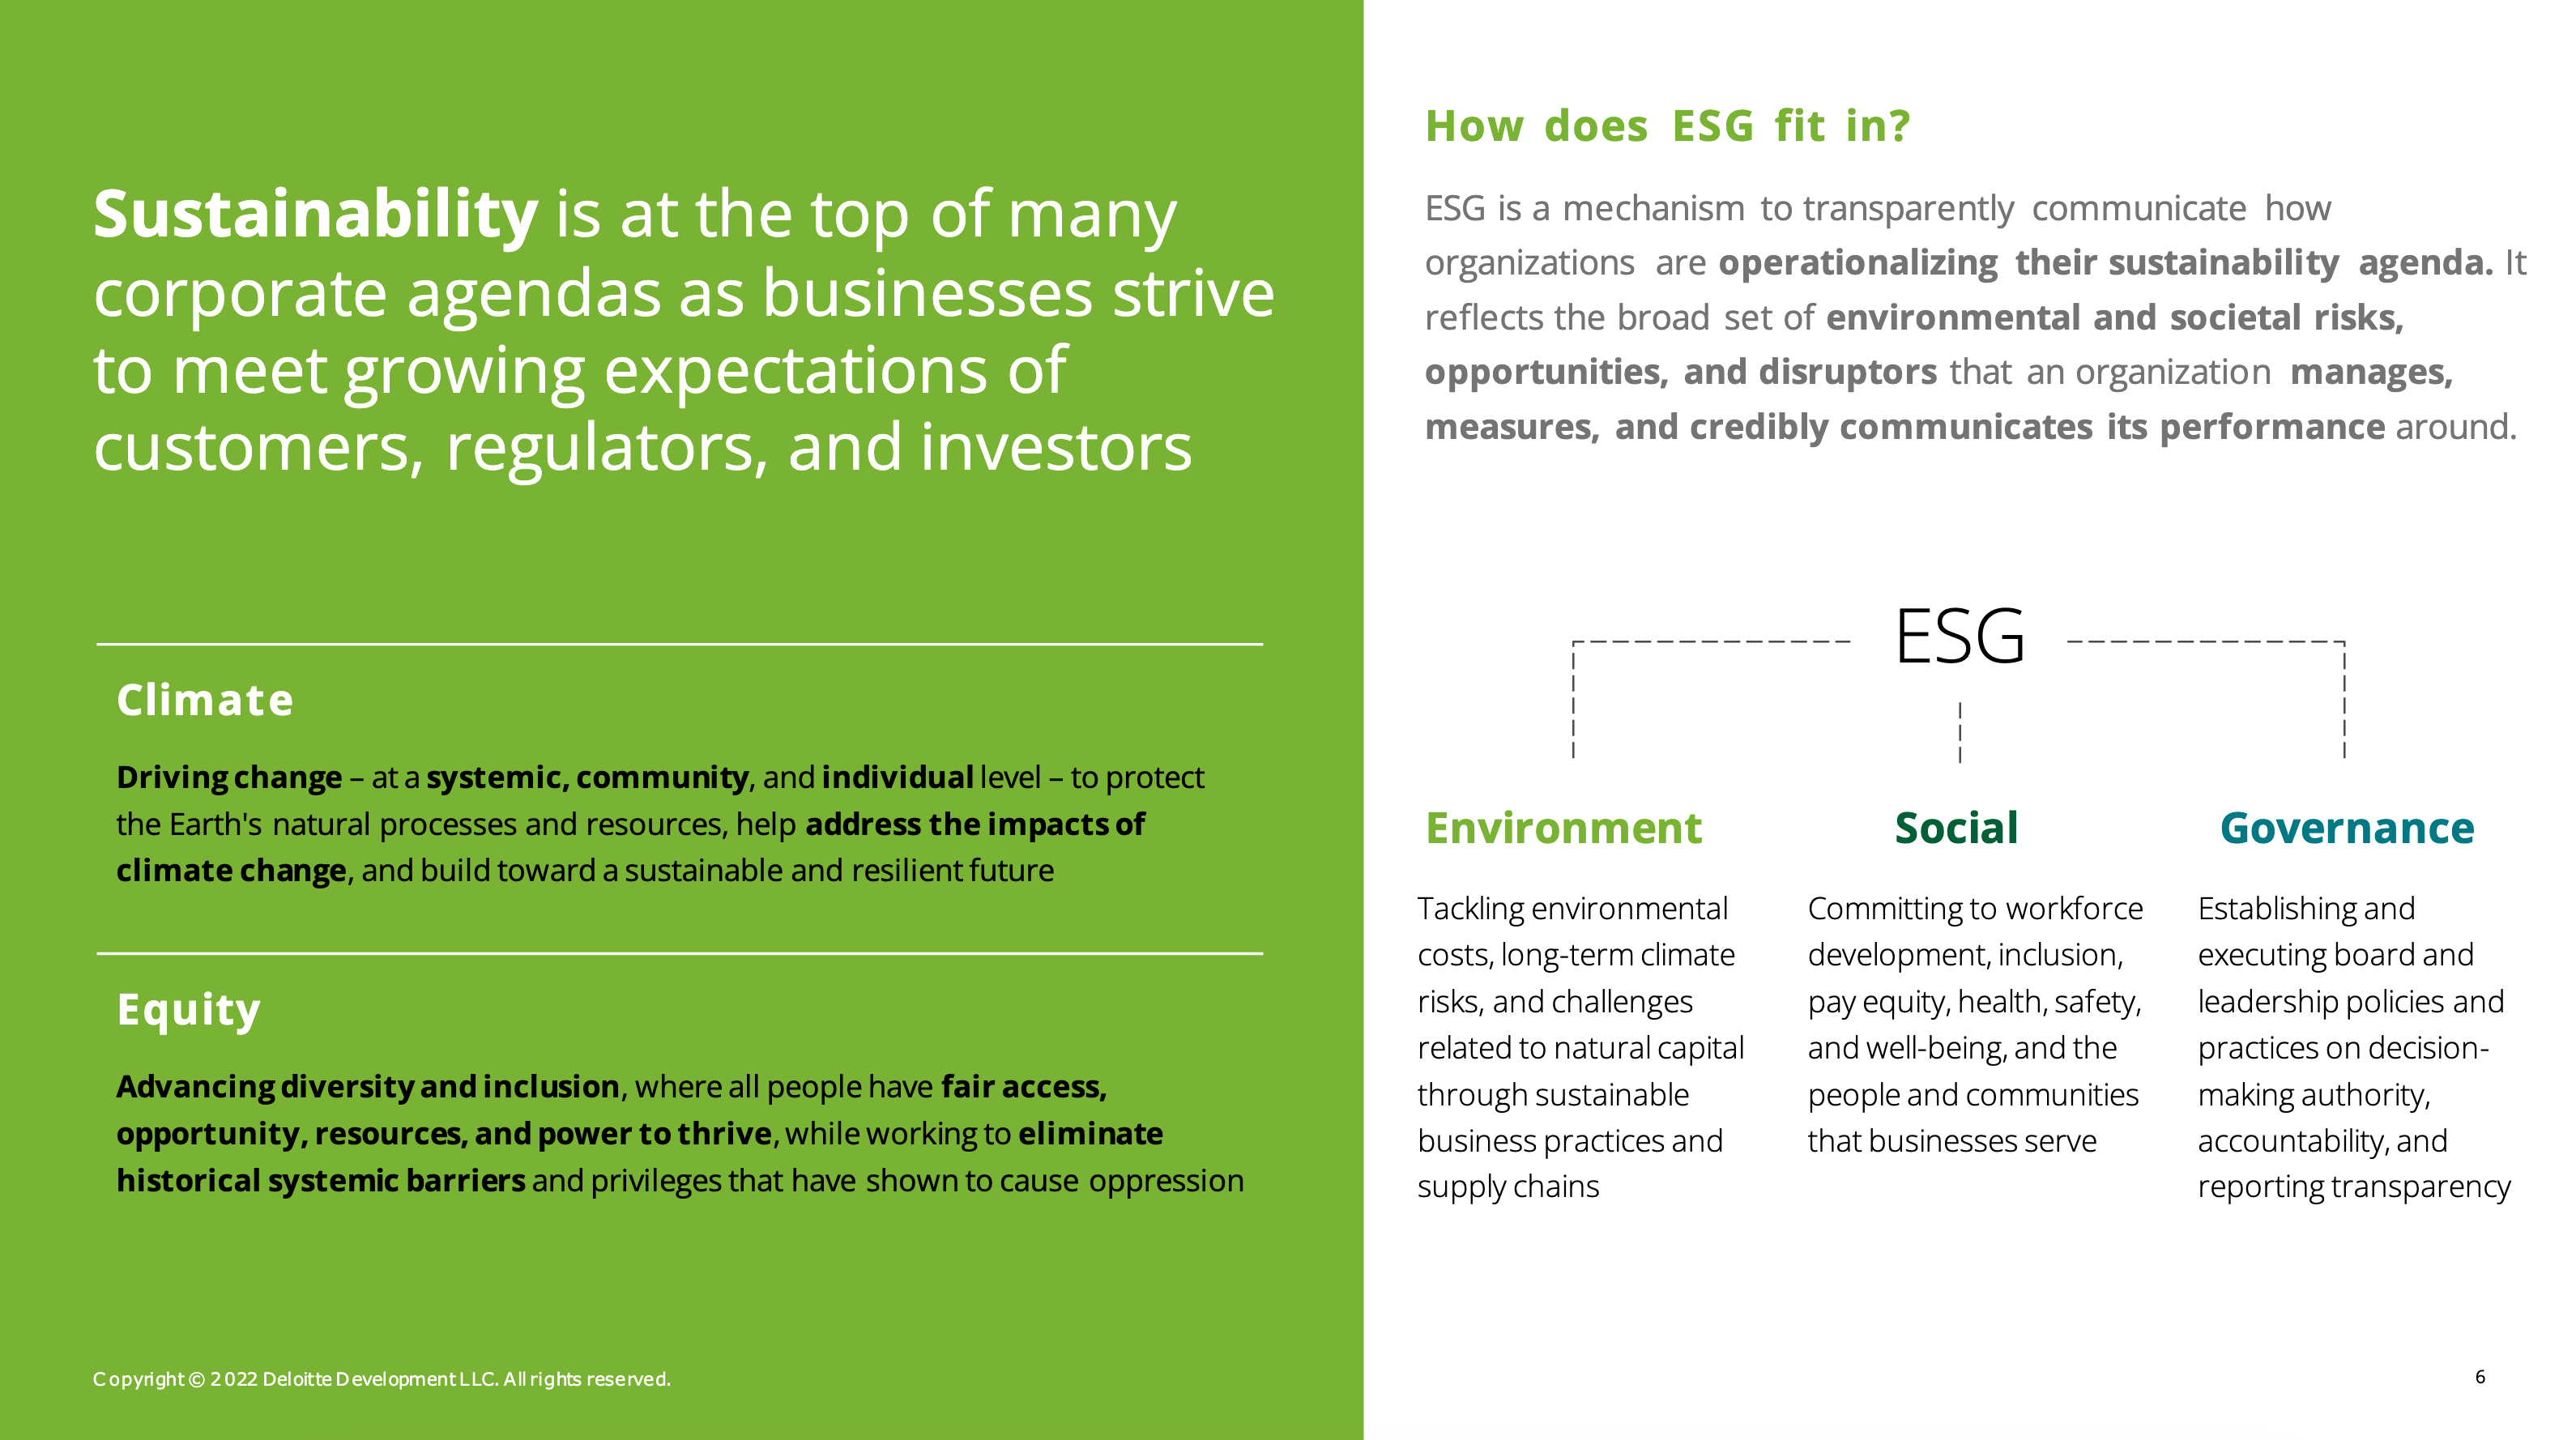 Sustainability is at the top of many
corporate agendas as businesses strive
to meet growing expectations of
customers, regulators, and investors
Climate
Driving change – at a systemic, community, and individual level – to protect
the Earth's natural processes and resources, help address the impacts of
climate change, and build toward a sustainable and resilient future
Equity
Advancing diversity and inclusion, where all people have fair access,
opportunity, resources, and power to thrive, while working to eliminate
historical systemic barriers and privileges that have shown to cause oppression
Copyright © 2022 Deloitte Development LLC. All rights reserved.
How does ESG fit in?
ESG is a mechanism to transparently communicate how
organizations are operationalizing their sustainability agenda. It
reflects the broad set of environmental and societal risks,
opportunities, and disruptors that an organization manages,
measures, and credibly communicates its performance around.
ESG
Environment
Tackling environmental
costs, long-term climate
risks, and challenges
related to natural capital
through sustainable
business practices and
supply chains
Social
Committing to workforce
development, inclusion,
pay equity, health, safety,
and well-being, and the
people and communities
that businesses serve
Governance
Establishing and
executing board and
leadership policies and
practices on decision-
making authority,
accountability, and
reporting transparency
6